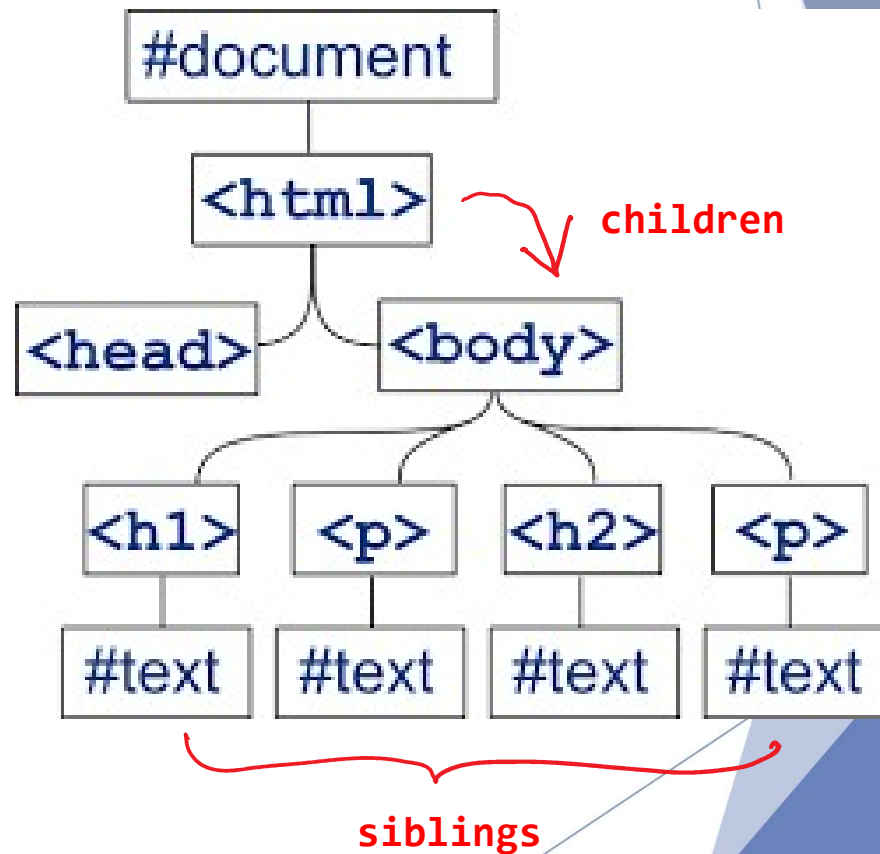 #document
<html>
children
<head> <body>
<h1> <p> <h2> <p>
#text #text #text #text
siblings